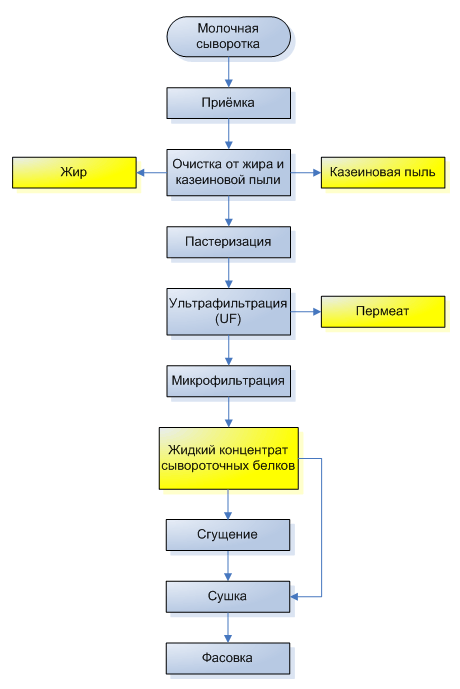 Молочная
сыворотка
Приёмка
Жир
Очистка от жира и
казеиновой пыли
Казеиновая пыль
Пастеризация
Ультрафильтрация
(UF)
Пермеат
Микрофильтрация
Жидкий концентрат
сывороточных белков
Сгущение
Сушка
Фасовка